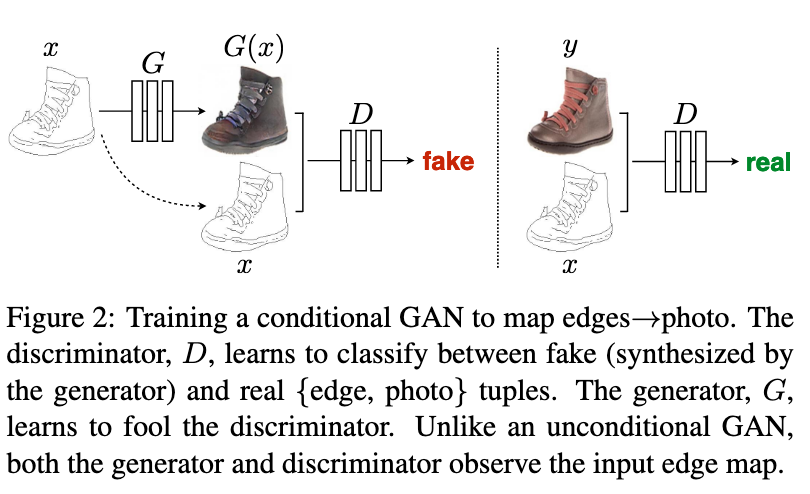 x
G
G(x)
D
fake
x
y
D
real
x
Figure 2: Training a conditional GAN to map edges→photo. The
discriminator, D, learns to classify between fake (synthesized by
the generator) and real {edge, photo} tuples. The generator, G,
learns to fool the discriminator. Unlike an unconditional GAN,
both the generator and discriminator observe the input edge map.